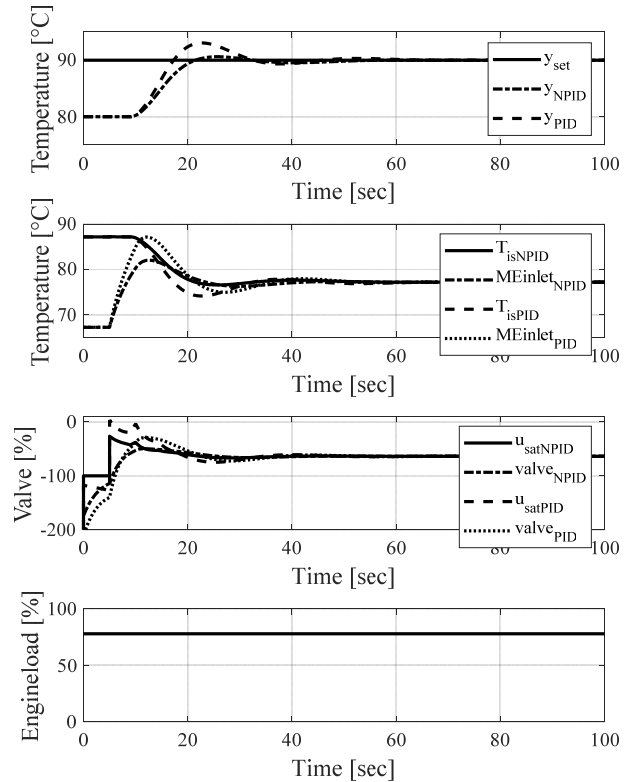 Temperature [°C]
90
80
y_set
y_NPID
y_PID
0 20 40 60 80 100
Time [sec]
Temperature [°C]
90
80
70
T_isNPID
MEinlet_NPID
T_isPID
MEinlet_PID
0 20 40 60 80 100
Time [sec]
Valve [%]
0
-100
-200
u_satNPID
valve_NPID
u_satPID
valve_PID
0 20 40 60 80 100
Time [sec]
Engineload [%]
100
50
0
0 20 40 60 80 100
Time [sec]